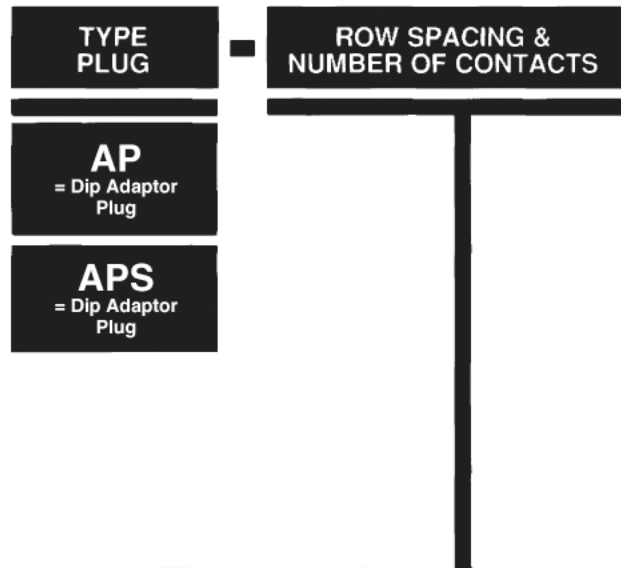 TYPE
PLUG
ROW SPACING &
NUMBER OF CONTACTS
AP
= Dip Adaptor
Plug
APS
= Dip Adaptor
Plug